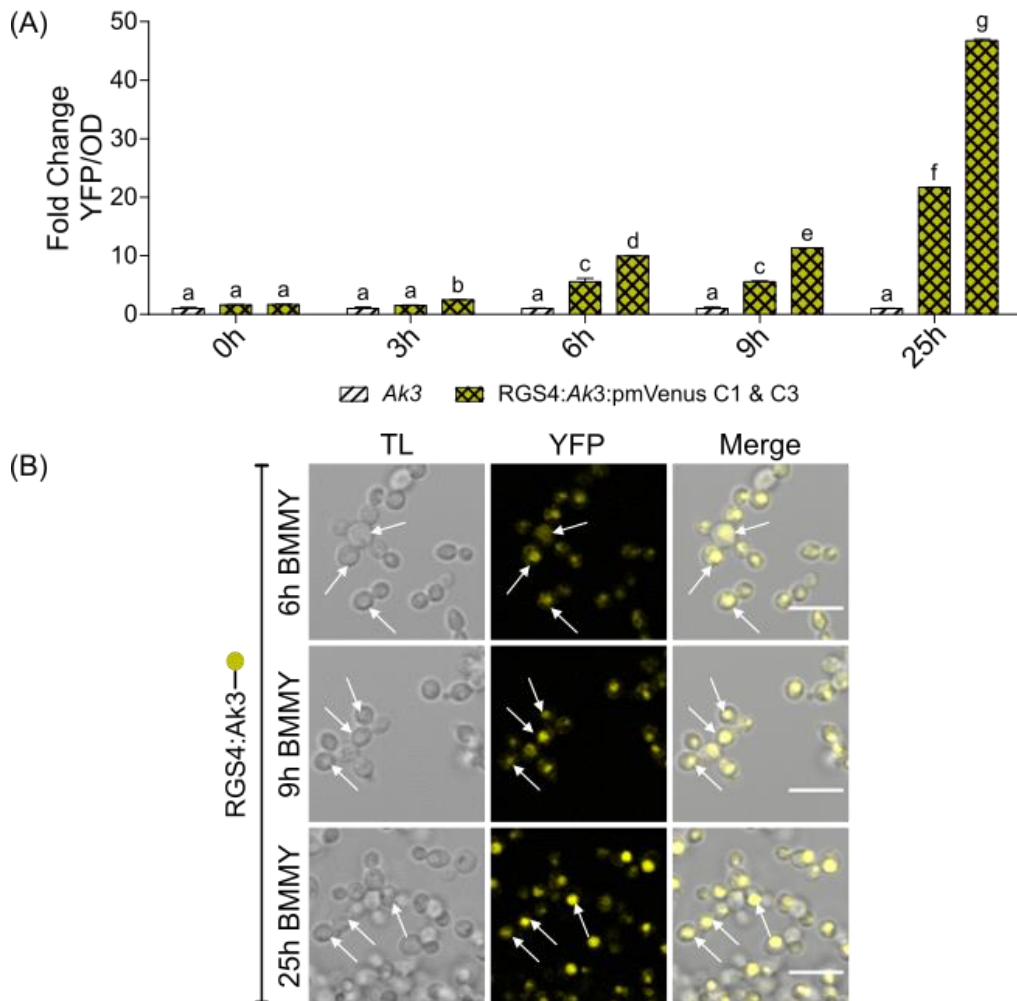 (A)
Fold Change
YFP/OD
50
40
30
20
10
0
a a a
a a b
a c d
a c e
a f g
0h 3h 6h 9h 25h
Ak3 RGS4:Ak3:pmVenus C1 & C3
(B)
TL YFP Merge
RGS4:Ak3
6h BMMY
9h BMMY
25h BMMY